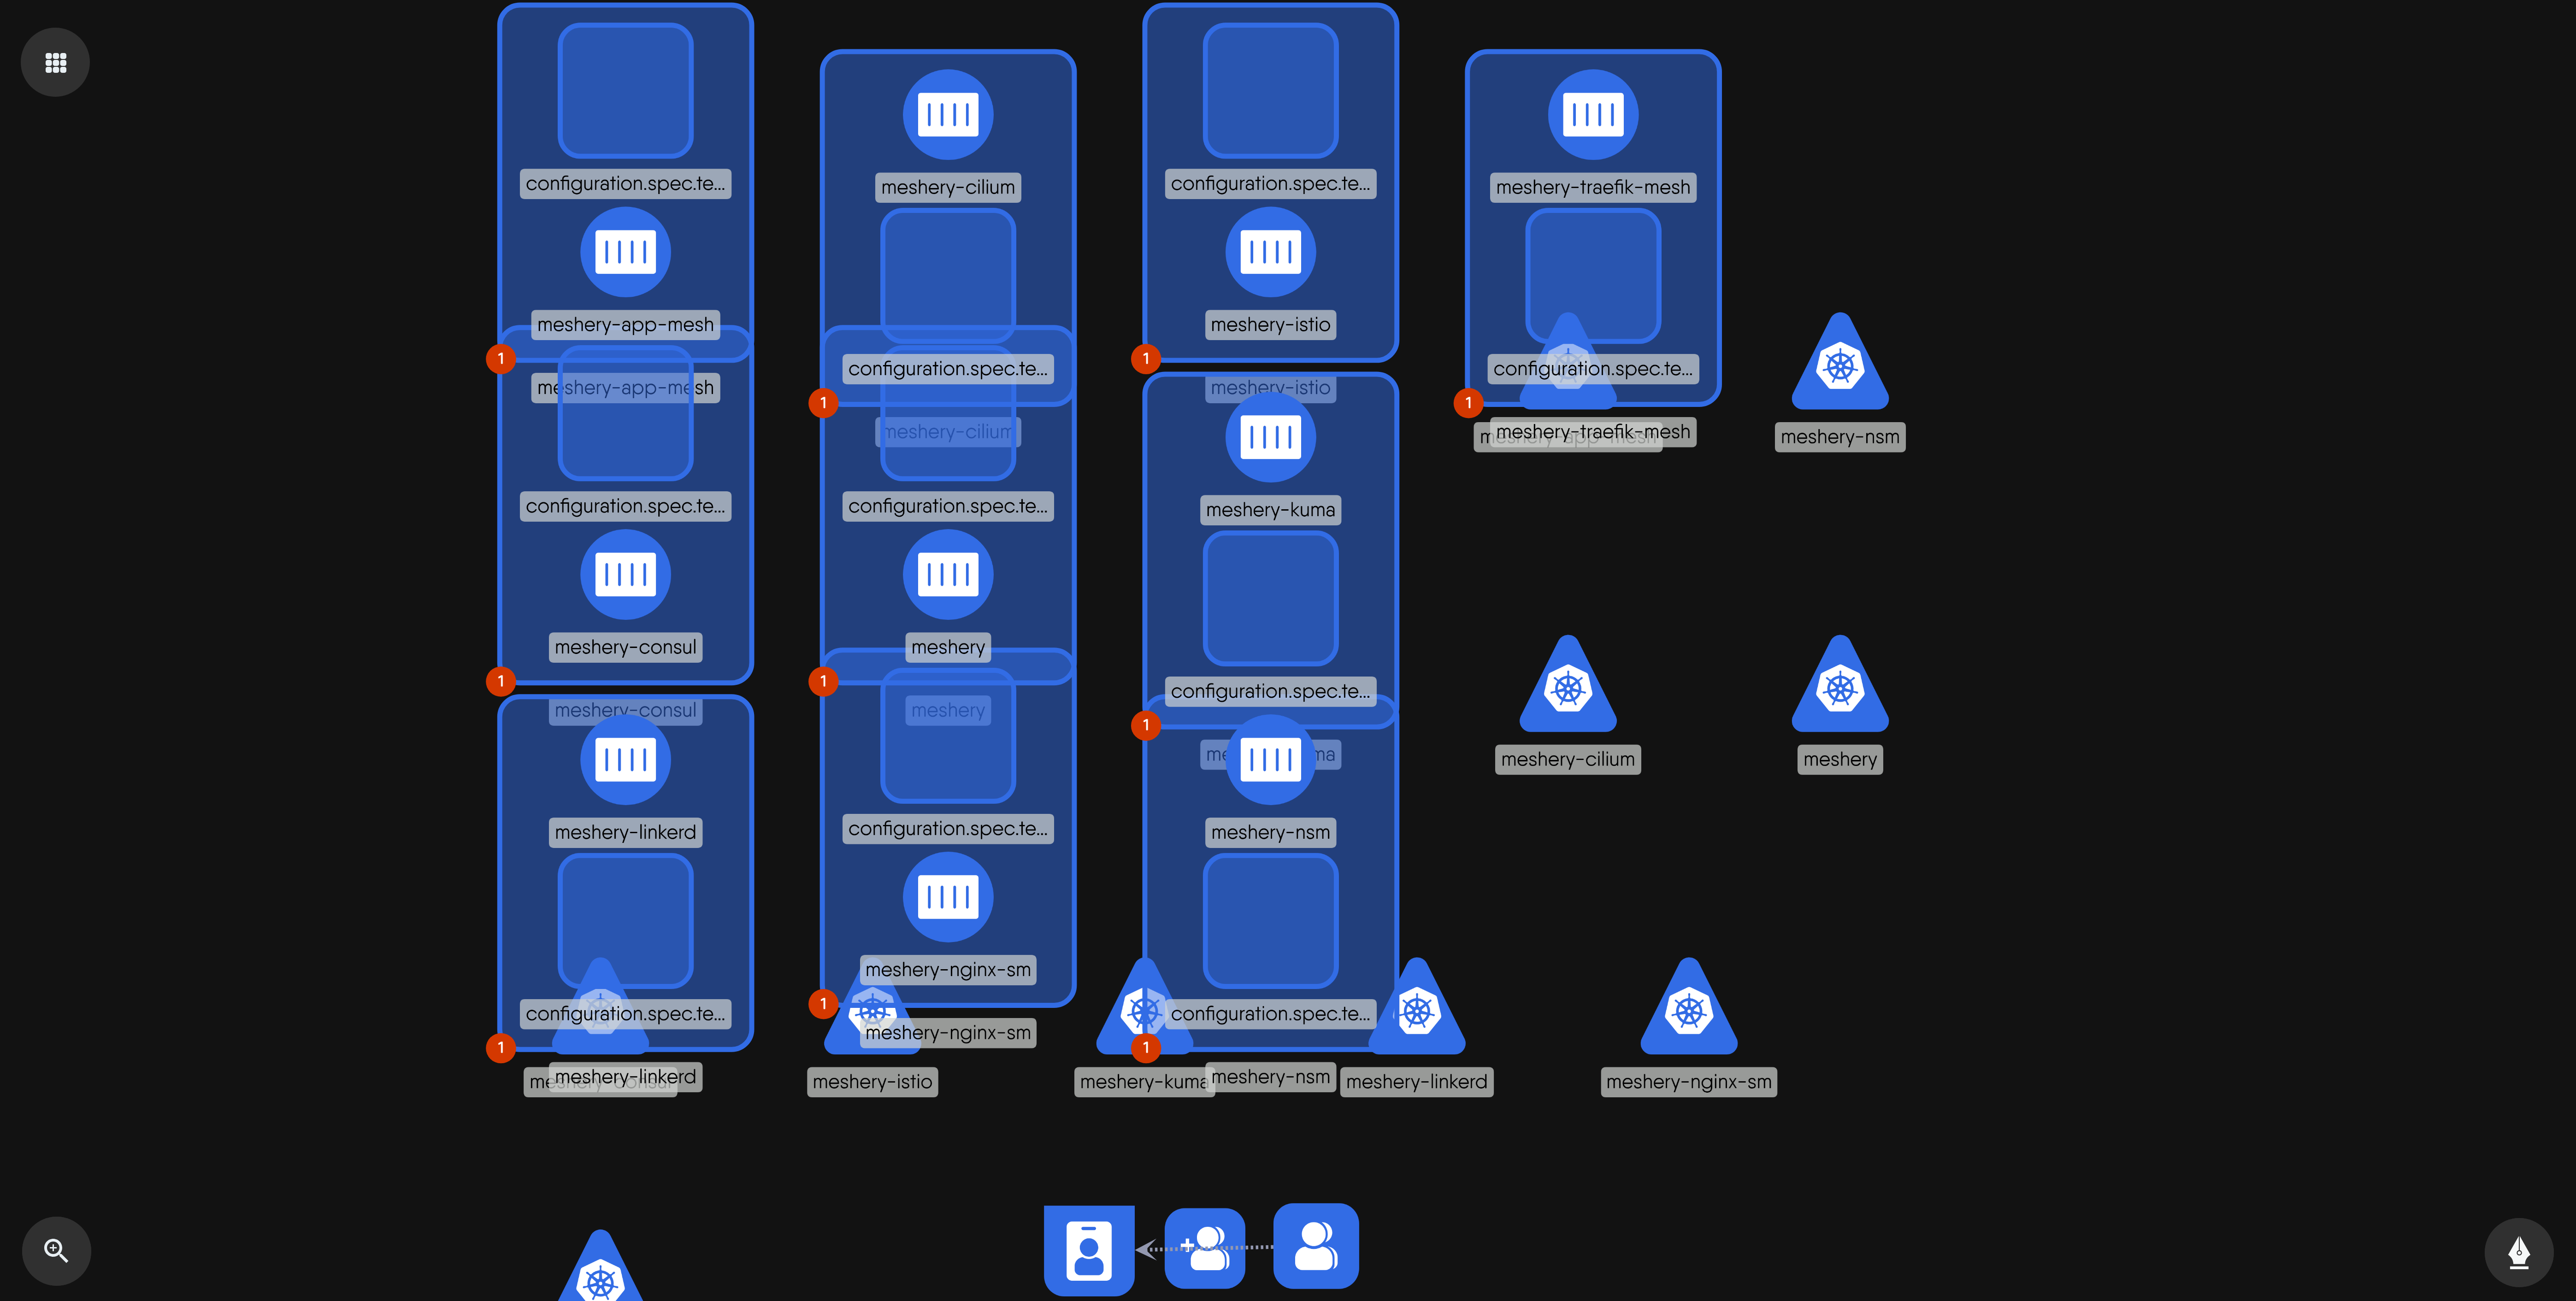 configuration.spec.te...
meshery-app-mesh
1
meshery-app-mesh
configuration.spec.te...
meshery-consul
1
meshery-consul
meshery-linkerd
configuration.spec.te...
1
meshery-linkerd
meshery-cilium
configuration.spec.te...
1
meshery-cilium
configuration.spec.te...
meshery
1
meshery
configuration.spec.te...
meshery-nginx-sm
1
meshery-nginx-sm
meshery-istio
configuration.spec.te...
meshery-istio
1
meshery-istio
meshery-kuma
configuration.spec.te...
1
meshery-nsm
configuration.spec.te...
1
meshery-kuma
meshery-nsm
meshery-linkerd
meshery-traefik-mesh
configuration.spec.te...
1
meshery-traefik-mesh
meshery-nsm
meshery-cilium
meshery
meshery-nginx-sm